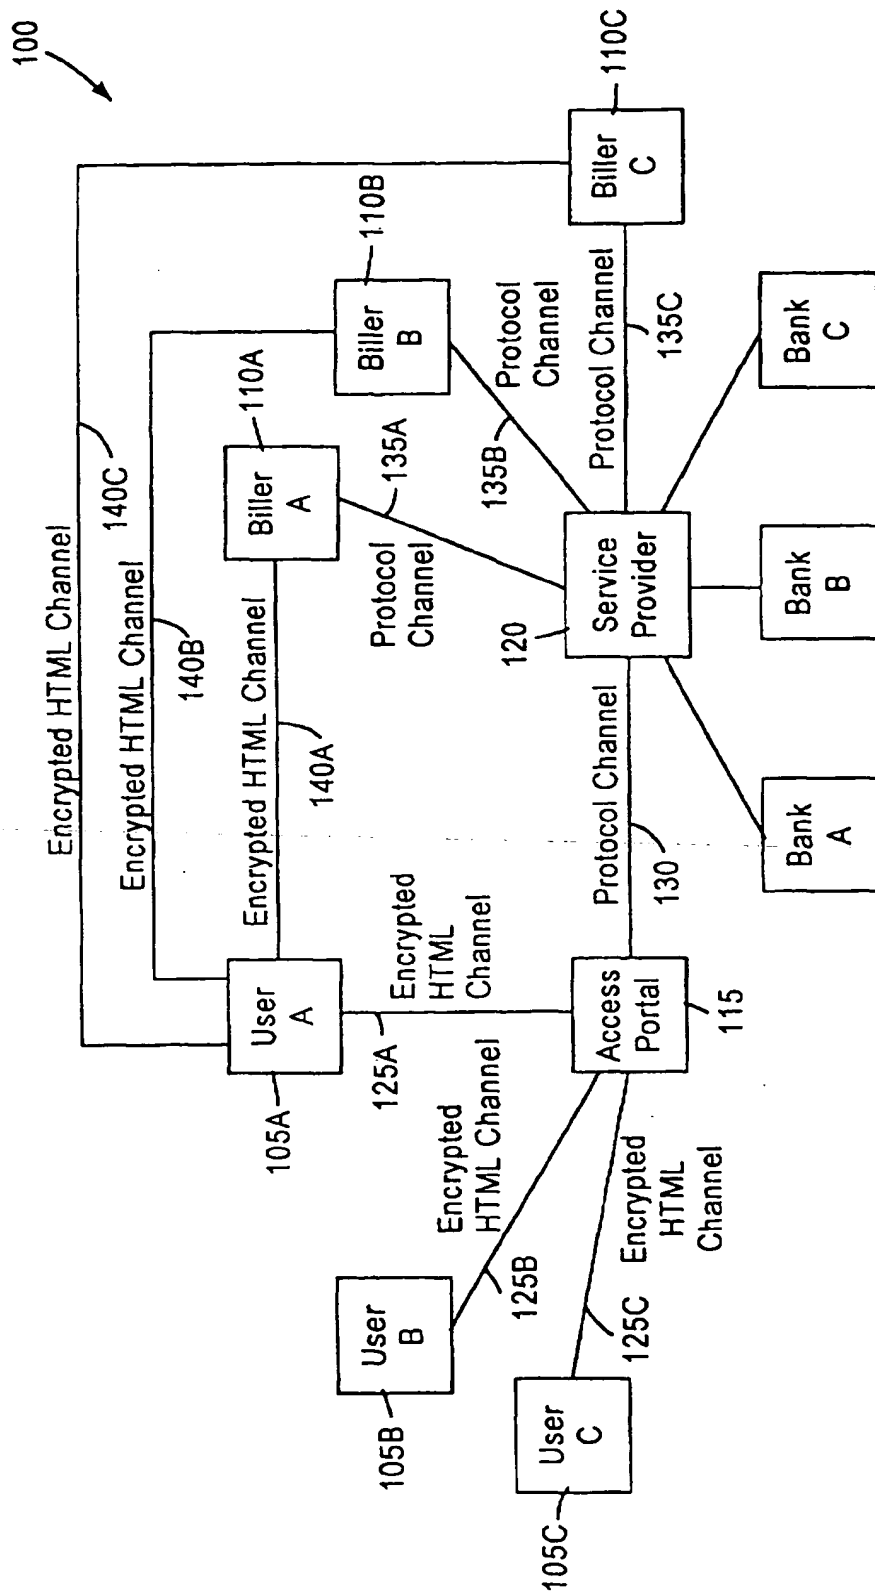 100
Encrypted HTML Channel
140C
Encrypted HTML Channel
140B
Encrypted HTML Channel
140A
User
A
105A
Biller
A
110A
Biller
B
110B
Biller
C
110C
Encrypted
HTML
Channel
125A
Encrypted
HTML Channel
125B
Encrypted
HTML
Channel
125C
User
B
105B
User
C
105C
Access
Portal
115
Protocol Channel
130
Service
Provider
120
Protocol
Channel
135A
Protocol
Channel
135B
Protocol Channel
135C
Bank
A
Bank
B
Bank
C